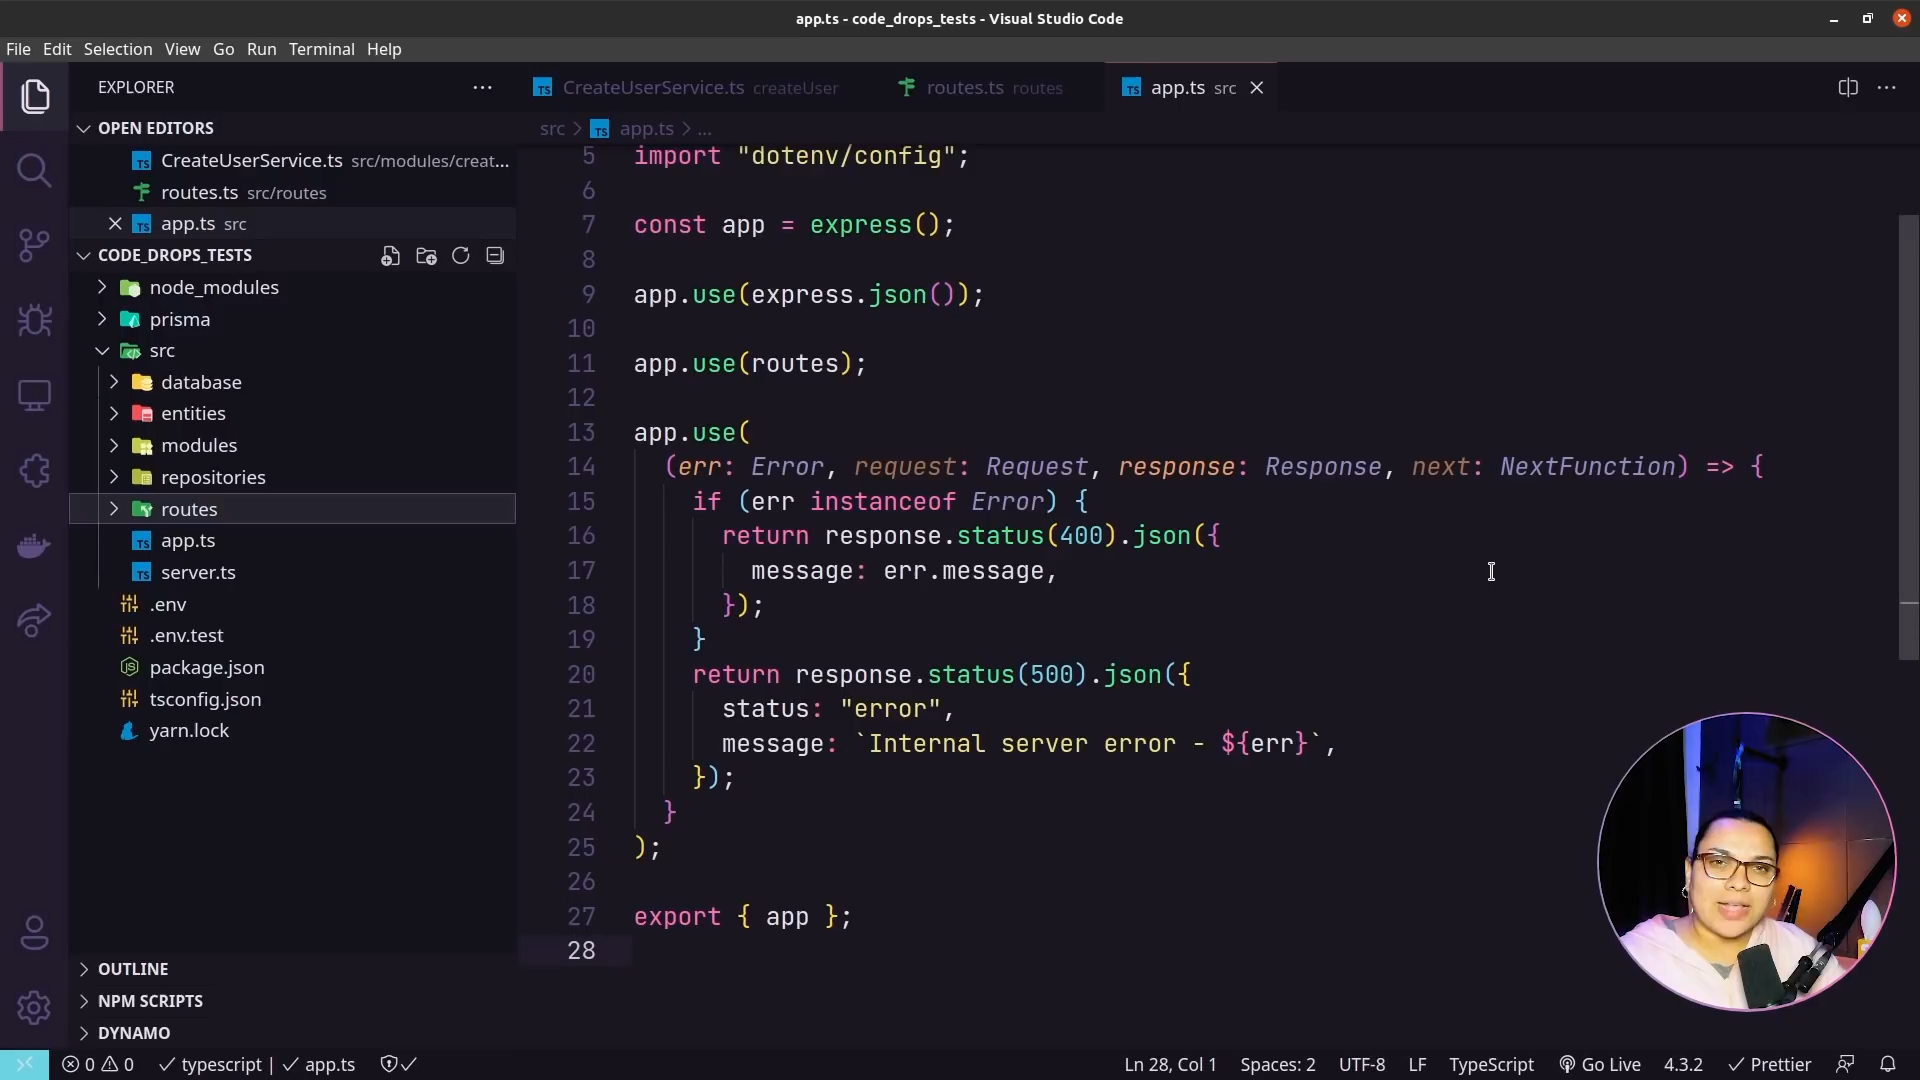 app.ts - code_drops_tests - Visual Studio Code
File Edit Selection View Go Run Terminal Help
EXPLORER
OPEN EDITORS
CreateUserService.ts src/modules/creat...
routes.ts src/routes
app.ts src
CODE_DROPS_TESTS
node_modules
prisma
src
database
entities
modules
repositories
routes
app.ts
server.ts
.env
.env.test
package.json
tsconfig.json
yarn.lock
OUTLINE
NPM SCRIPTS
DYNAMO
CreateUserService.ts createUser routes.ts routes app.ts src
src > app.ts > ...
5 import "dotenv/config";
6
7 const app = express();
8
9 app.use(express.json());
10
11 app.use(routes);
12
13 app.use(
14 (err: Error, request: Request, response: Response, next: NextFunction) => {
15 if (err instanceof Error) {
16 return response.status(400).json({
17 message: err.message,
18 });
19 }
20 return response.status(500).json({
21 status: "error",
22 message: `Internal server error - ${err}`,
23 });
24 }
25 );
26
27 export { app };
28
0 0 typescript | app.ts Ln 28, Col 1 Spaces: 2 UTF-8 LF TypeScript Go Live 4.3.2 Prettier